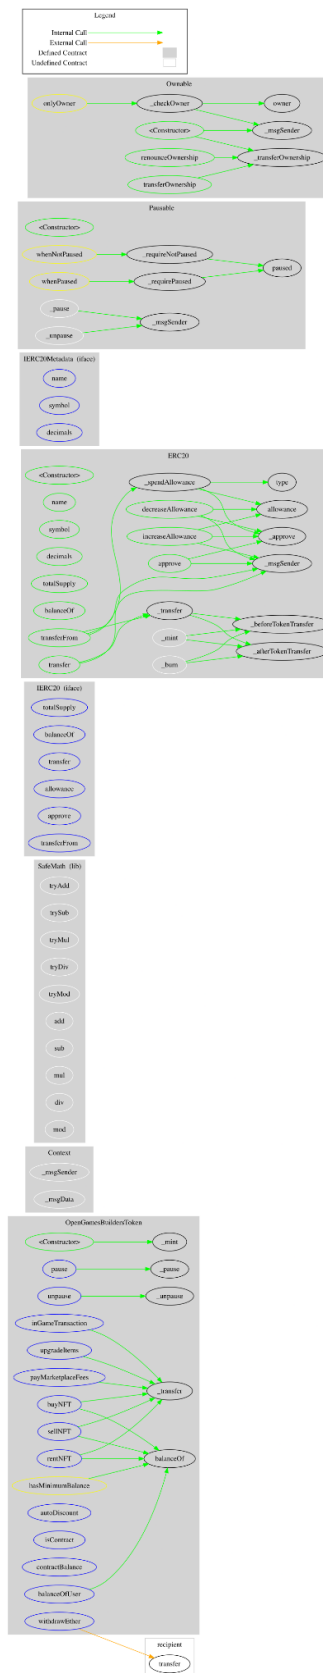 Legend
Internal Call
External Call
Defined Contract
Undefined Contract
Ownable
onlyOwner
_checkOwner
owner
<Constructor>
_msgSender
renounceOwnership
_transferOwnership
transferOwnership
Pausable
<Constructor>
whenNotPaused
_requireNotPaused
paused
whenPaused
_requirePaused
_pause
_msgSender
_unpause
IERC20Metadata (iface)
name
symbol
decimals
ERC20
<Constructor>
_spendAllowance
type
name
decreaseAllowance
allowance
symbol
increaseAllowance
_approve
decimals
approve
_msgSender
totalSupply
balanceOf
_transfer
_beforeTokenTransfer
transferFrom
_mint
_afterTokenTransfer
transfer
_burn
IERC20 (iface)
totalSupply
balanceOf
transfer
allowance
approve
transferFrom
SafeMath (lib)
tryAdd
trySub
tryMul
tryDiv
tryMod
add
sub
mul
div
mod
Context
_msgSender
_msgData
OpenGamesBuildersToken
<Constructor>
_mint
pause
_pause
unpause
_unpause
inGameTransaction
upgradeItems
payMarketplaceFees
_transfer
buyNFT
sellNFT
rentNFT
balanceOf
hasMinimumBalance
autoDiscount
isContract
contractBalance
balanceOfUser
withdrawEther
recipient
transfer